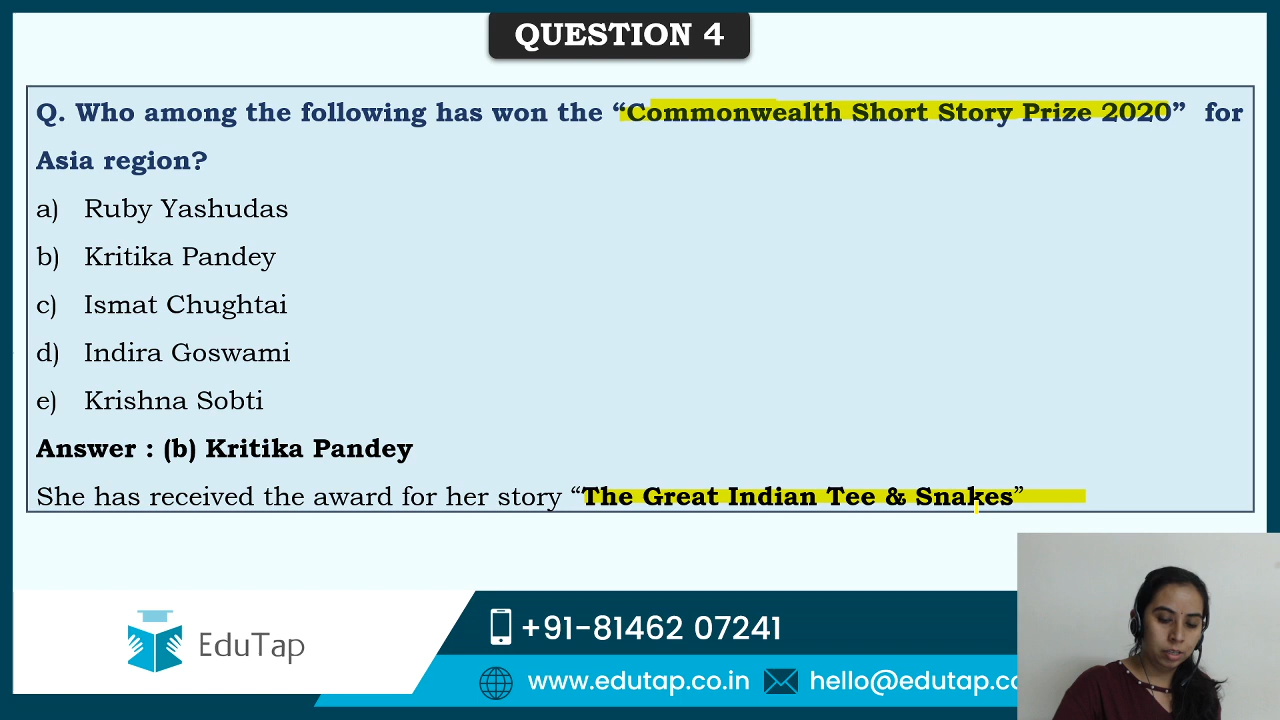 QUESTION 4
Q. Who among the following has won the “Commonwealth Short Story Prize 2020” for
Asia region?
a) Ruby Yashudas
b) Kritika Pandey
c) Ismat Chughtai
d) Indira Goswami
e) Krishna Sobti
Answer : (b) Kritika Pandey
She has received the award for her story “The Great Indian Tee & Snakes”
EduTap
+91-81462 07241
www.edutap.co.in hello@edutap.co